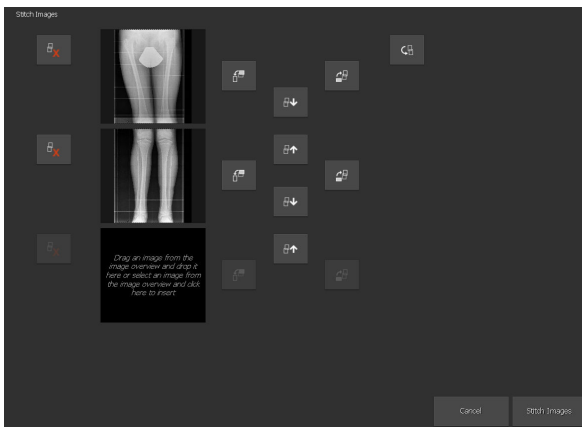 Stitch Images
Drag an image from the
image overview and drop it
here or select an image from
the image overview and click
here to insert
Cancel
Stitch Images